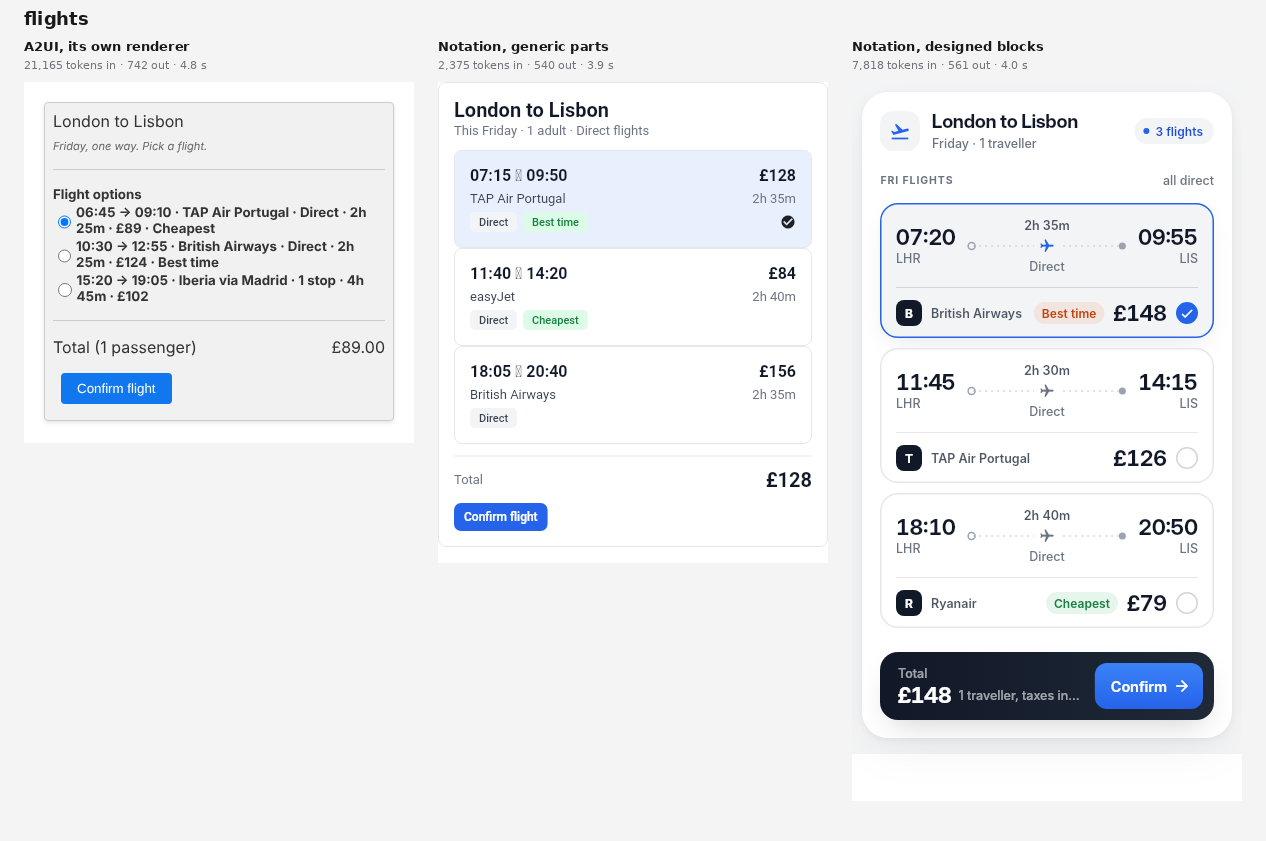 flights
A2UI, its own renderer
21,165 tokens in · 742 out · 4.8 s
London to Lisbon
Friday, one way. Pick a flight.
Flight options
06:45 → 09:10 · TAP Air Portugal · Direct · 2h
25m · £89 · Cheapest
10:30 → 12:55 · British Airways · Direct · 2h
25m · £124 · Best time
15:20 → 19:05 · Iberia via Madrid · 1 stop · 4h
45m · £102
Total (1 passenger) £89.00
Confirm flight
Notation, generic parts
2,375 tokens in · 540 out · 3.9 s
London to Lisbon
This Friday · 1 adult · Direct flights
07:15 09:50 £128
TAP Air Portugal 2h 35m
Direct Best time
11:40 14:20 £84
easyJet 2h 40m
Direct Cheapest
18:05 20:40 £156
British Airways 2h 35m
Direct
Total £128
Confirm flight
Notation, designed blocks
7,818 tokens in · 561 out · 4.0 s
London to Lisbon
Friday · 1 traveller
3 flights
FRI FLIGHTS all direct
2h 35m
07:20 09:55
LHR LIS
Direct
B British Airways Best time £148
2h 30m
11:45 14:15
LHR LIS
Direct
T TAP Air Portugal £126
2h 40m
18:10 20:50
LHR LIS
Direct
R Ryanair Cheapest £79
Total
£148 1 traveller, taxes in...
Confirm →